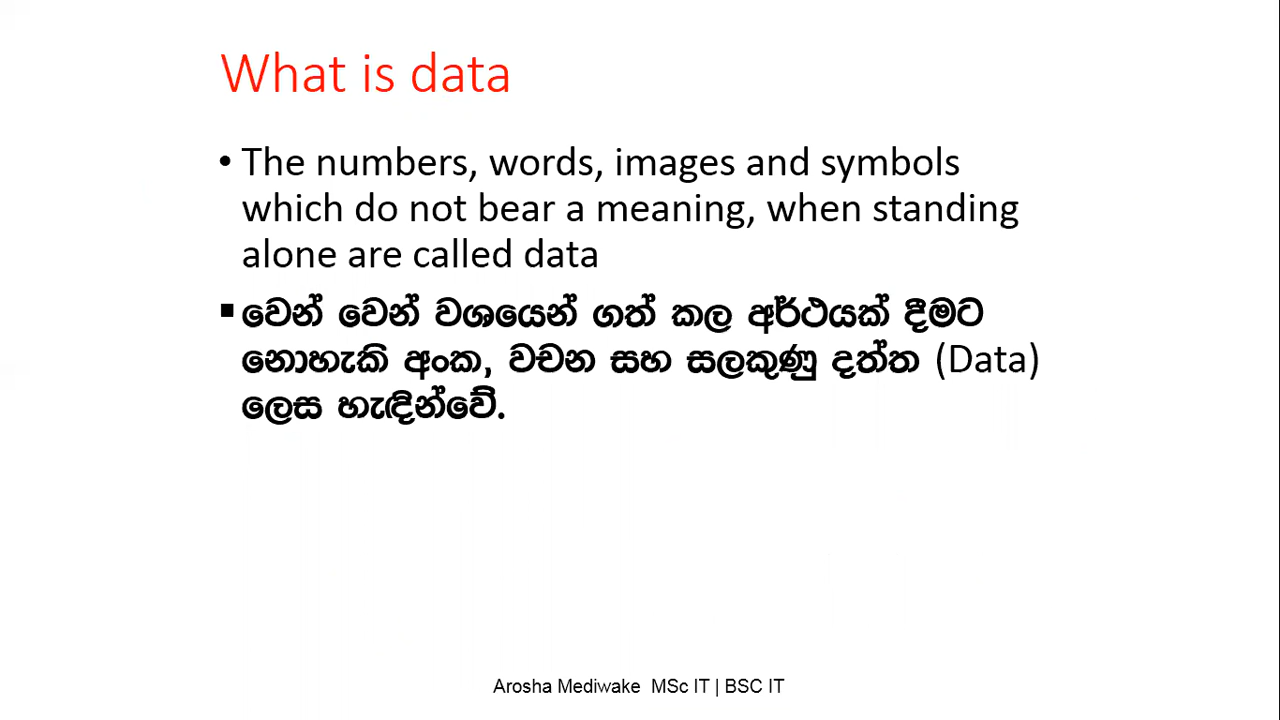 What is data
• The numbers, words, images and symbols
which do not bear a meaning, when standing
alone are called data
▪ වෙන් වෙන් වශයෙන් ගත් කල අර්ථයක් දීමට
නොහැකි අංක, වචන සහ සලකුණු දත්ත (Data)
ලෙස හැඳින්වේ.
Arosha Mediwake MSc IT | BSC IT